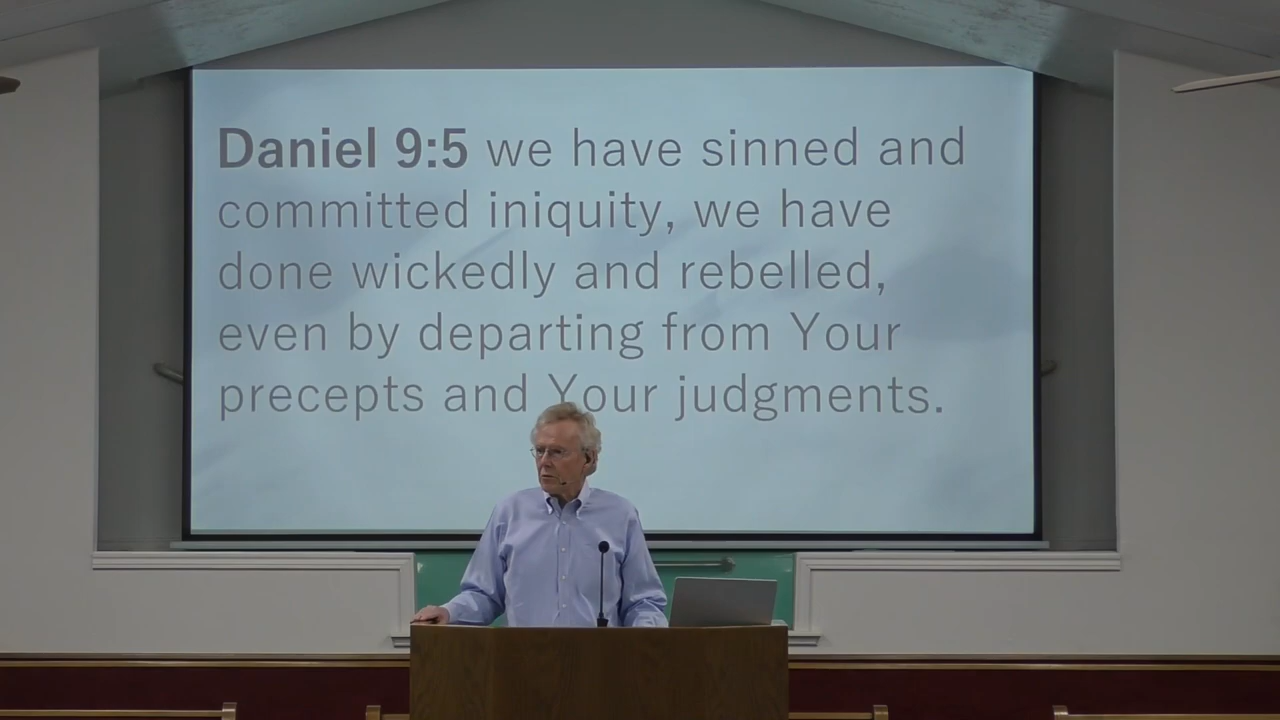 Daniel 9:5 we have sinned and
committed iniquity, we have
done wickedly and rebelled,
even by departing from Your
precepts and Your judgments.